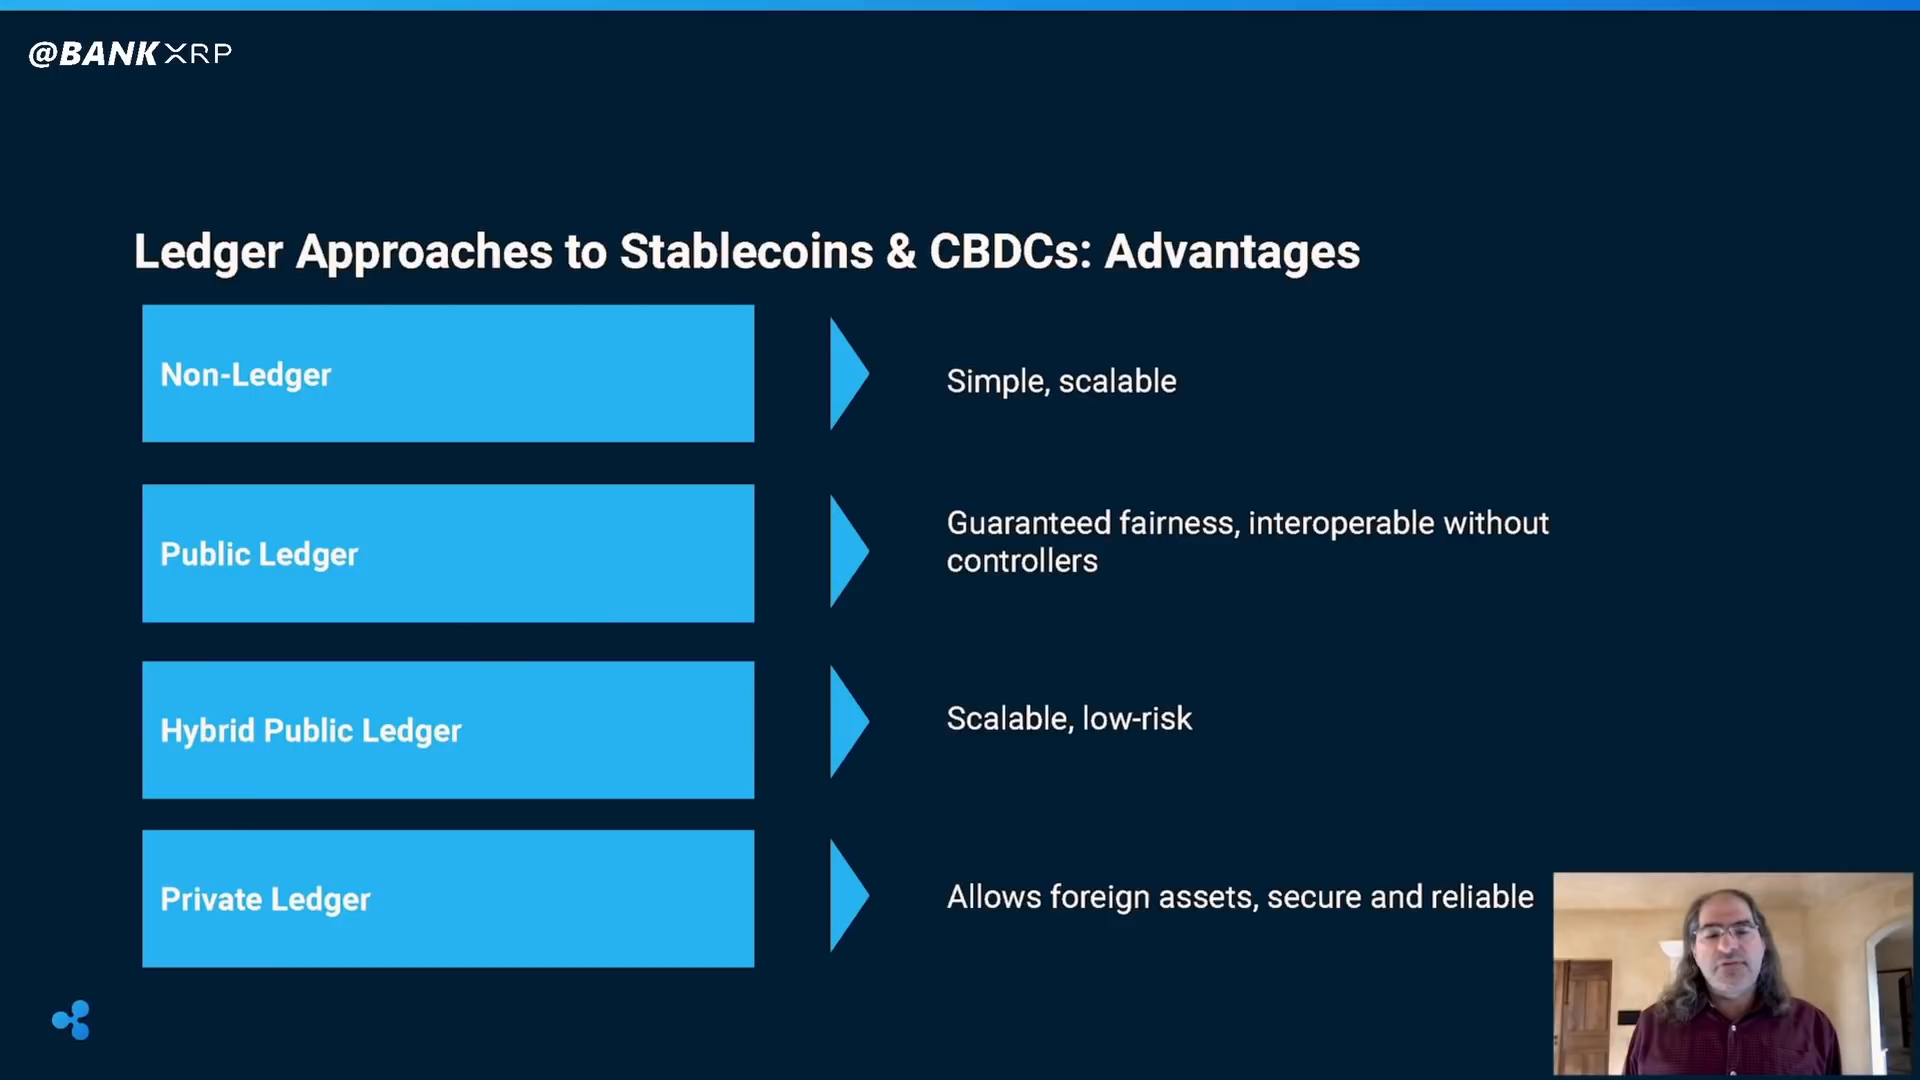 @BANKXRP
Ledger Approaches to Stablecoins & CBDCs: Advantages
Non-Ledger
Simple, scalable
Public Ledger
Guaranteed fairness, interoperable without
controllers
Hybrid Public Ledger
Scalable, low-risk
Private Ledger
Allows foreign assets, secure and reliable